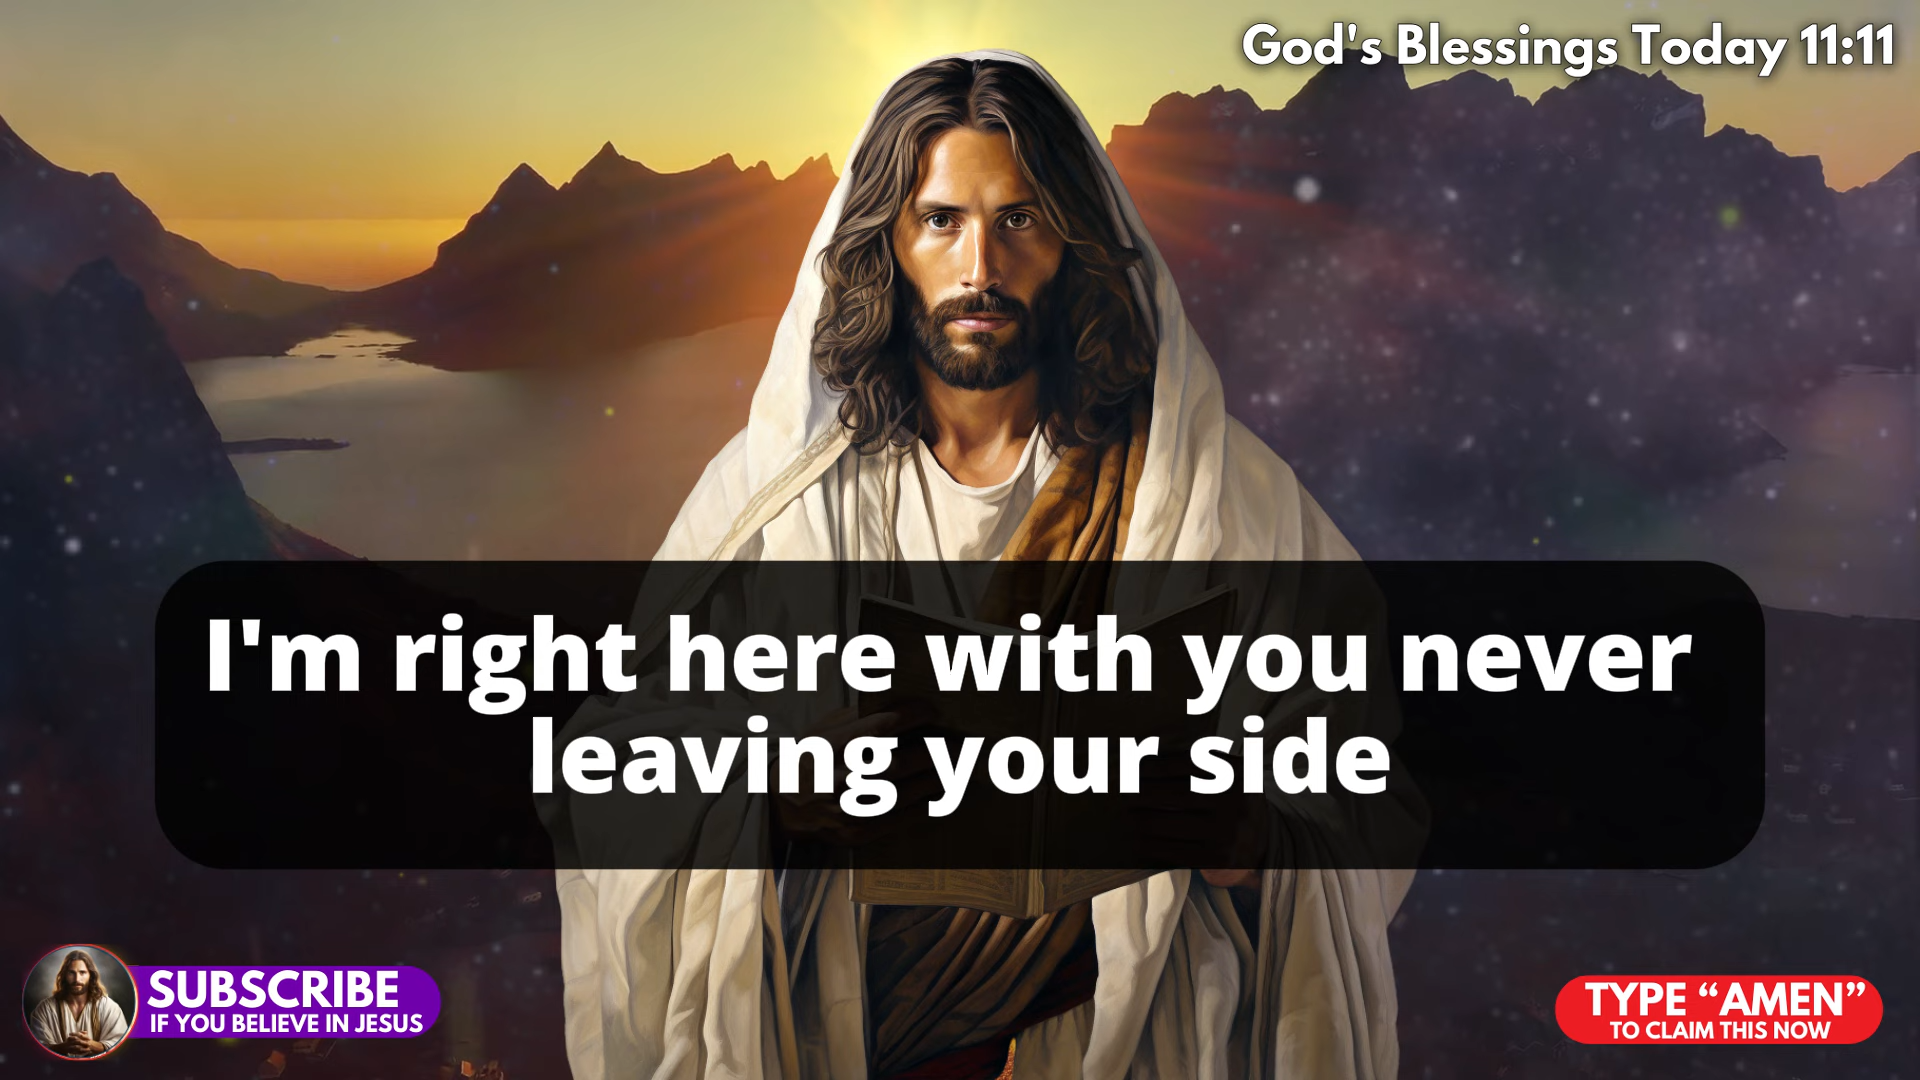 God's Blessings Today 11:11
I'm right here with you never
leaving your side
SUBSCRIBE
IF YOU BELIEVE IN JESUS
TYPE “AMEN”
TO CLAIM THIS NOW